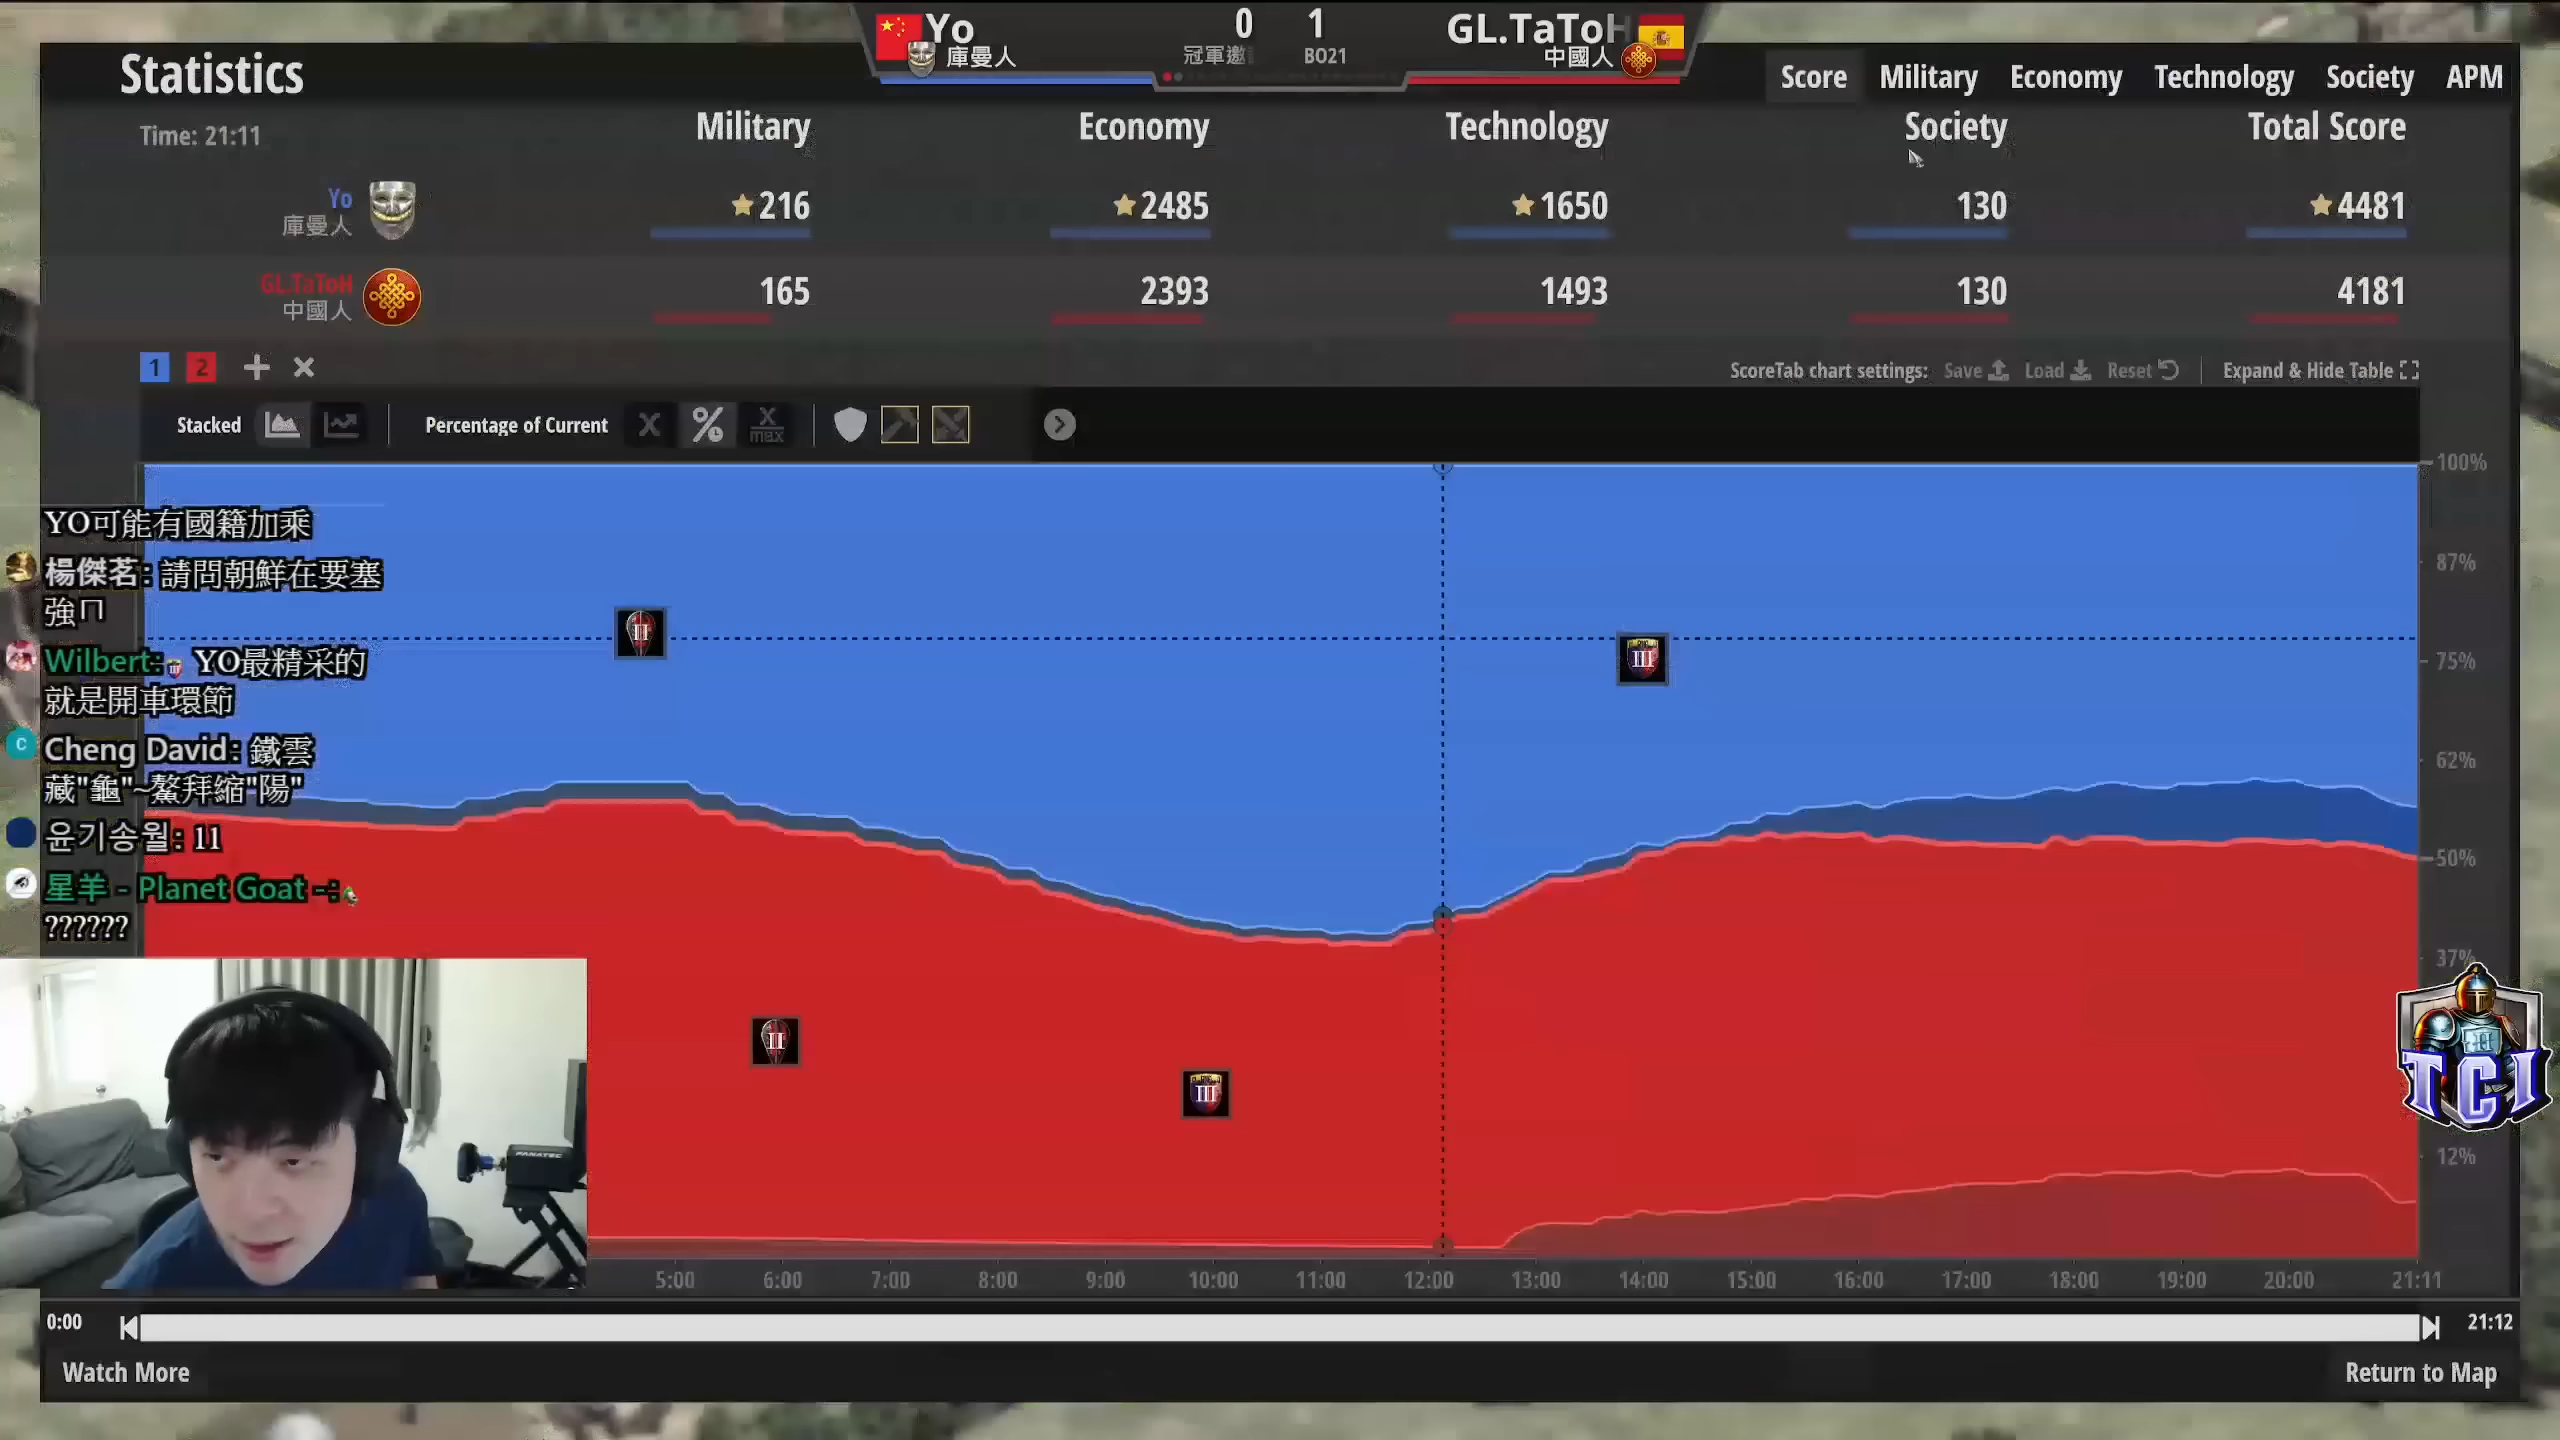 Yo 0 1 GL.TaToH
庫曼人 冠軍邀 BO21 中國人
Statistics
Score Military Economy Technology Society APM
Time: 21:11 Military Economy Technology Society Total Score
Yo 216 2485 1650 130 4481
庫曼人
GL.TaToH 165 2393 1493 130 4181
中國人
1 2
ScoreTab chart settings: Save Load Reset Expand & Hide Table
Stacked Percentage of Current X % X max
100%
87%
75%
62%
50%
37%
12%
YO可能有國籍加乘
楊傑茗: 請問朝鮮在要塞
強ㄇ
Wilbert: YO最精采的
就是開車環節
Cheng David: 鐵雲
藏"龜"~鰲拜縮"陽"
윤기송월: 11
星羊 - Planet Goat -:
??????
II
III
II
III
C
FANATEC
TCI
5:00 6:00 7:00 8:00 9:00 10:00 11:00 12:00 13:00 14:00 15:00 16:00 17:00 18:00 19:00 20:00 21:11
0:00 21:12
Watch More Return to Map